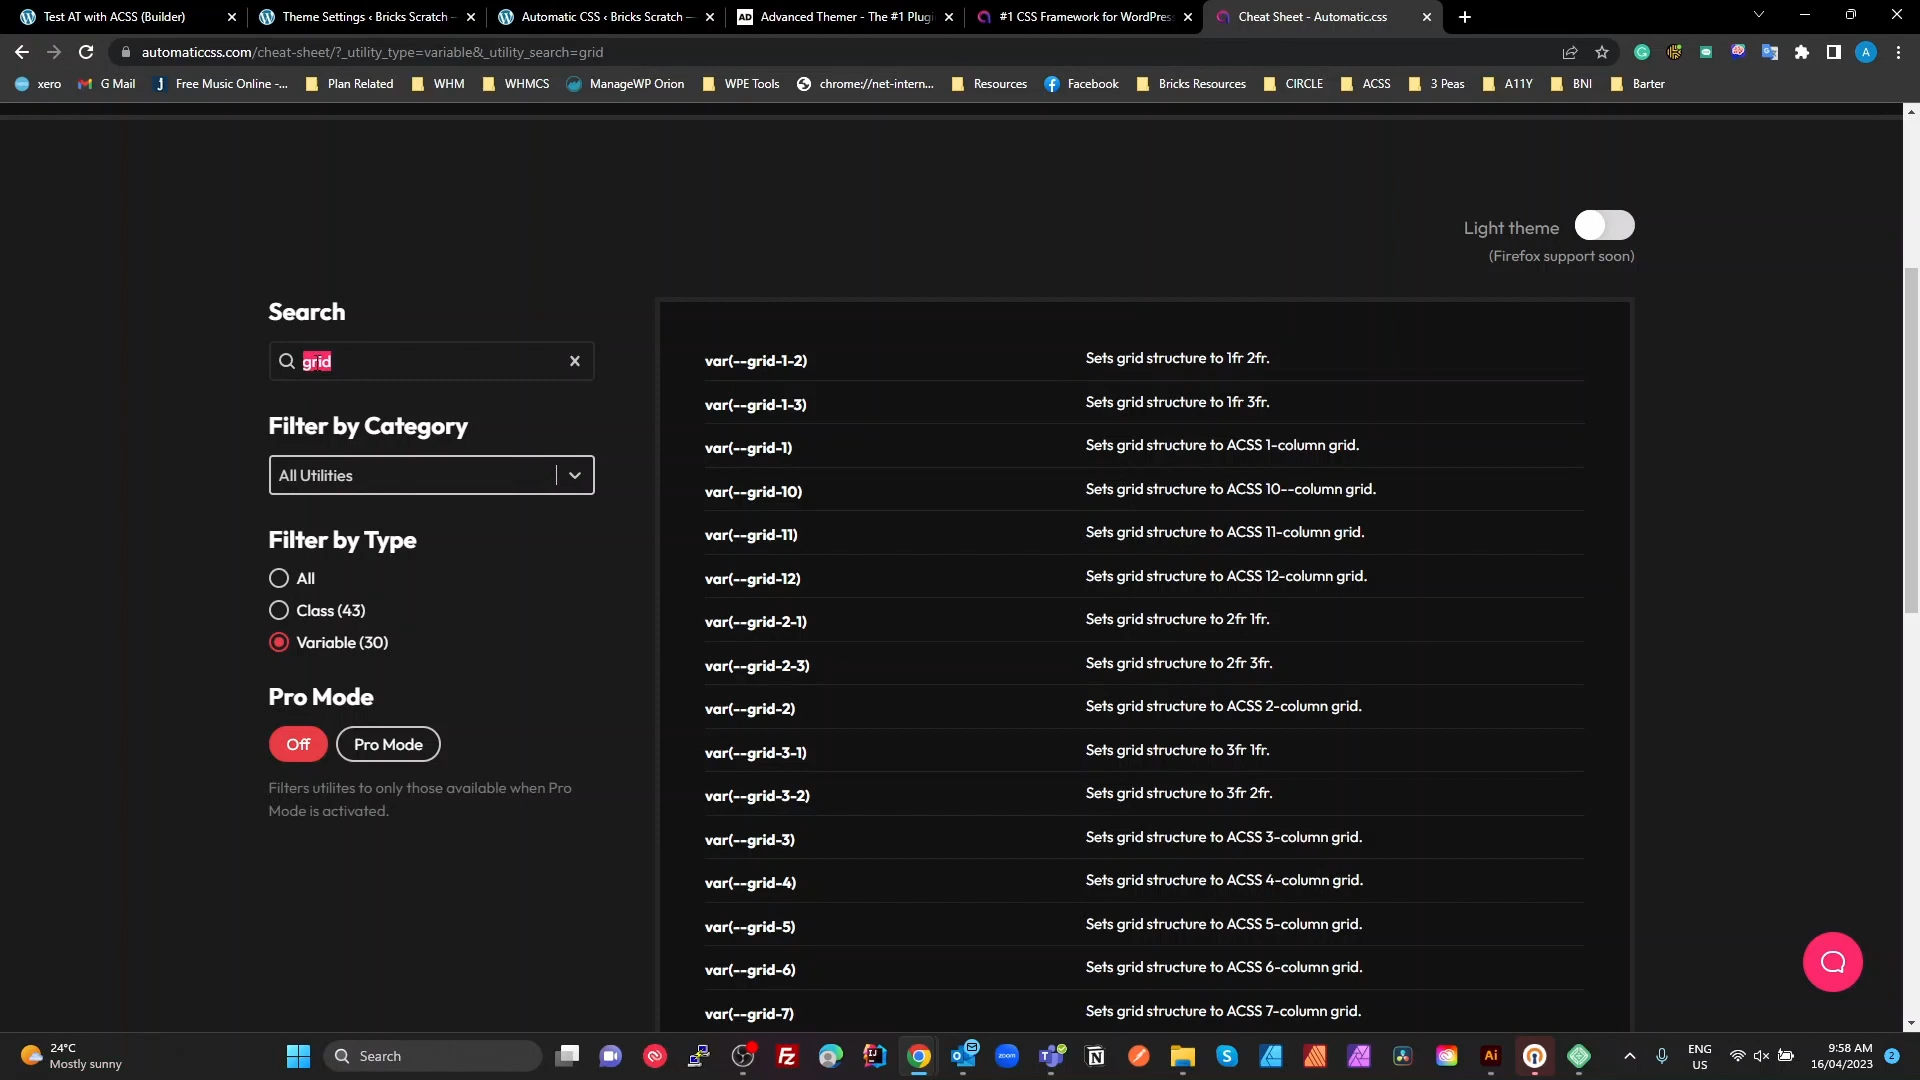 Test AT with ACSS (Builder)
Theme Settings ‹ Bricks Scratch —
Automatic CSS ‹ Bricks Scratch —
AD
Advanced Themer - The #1 Plugin
#1 CSS Framework for WordPress
Cheat Sheet - Automatic.css
automaticcss.com/cheat-sheet/?_utility_type=variable&_utility_search=grid
A
xero
G Mail
Free Music Online -...
Plan Related
WHM
WHMCS
ManageWP Orion
WPE Tools
chrome://net-intern...
Resources
Facebook
Bricks Resources
CIRCLE
ACSS
3 Peas
A11Y
BNI
Barter
Light theme
(Firefox support soon)
Search
grid
Filter by Category
All Utilities
Filter by Type
All
Class (43)
Variable (30)
Pro Mode
Off
Pro Mode
Filters utilites to only those available when Pro
Mode is activated.
var(--grid-1-2) Sets grid structure to 1fr 2fr.
var(--grid-1-3) Sets grid structure to 1fr 3fr.
var(--grid-1) Sets grid structure to ACSS 1-column grid.
var(--grid-10) Sets grid structure to ACSS 10--column grid.
var(--grid-11) Sets grid structure to ACSS 11-column grid.
var(--grid-12) Sets grid structure to ACSS 12-column grid.
var(--grid-2-1) Sets grid structure to 2fr 1fr.
var(--grid-2-3) Sets grid structure to 2fr 3fr.
var(--grid-2) Sets grid structure to ACSS 2-column grid.
var(--grid-3-1) Sets grid structure to 3fr 1fr.
var(--grid-3-2) Sets grid structure to 3fr 2fr.
var(--grid-3) Sets grid structure to ACSS 3-column grid.
var(--grid-4) Sets grid structure to ACSS 4-column grid.
var(--grid-5) Sets grid structure to ACSS 5-column grid.
var(--grid-6) Sets grid structure to ACSS 6-column grid.
var(--grid-7) Sets grid structure to ACSS 7-column grid.
24°C
Mostly sunny
Search
zoom
Ai
ENG
US
9:58 AM
16/04/2023
2